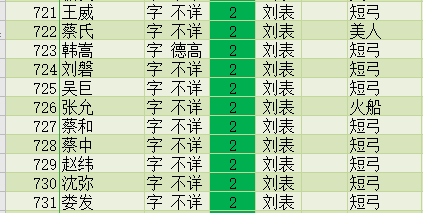 721 王威 字 不详 2 刘表 短弓
722 蔡氏 字 不详 2 刘表 美人
723 韩嵩 字 德高 2 刘表 短弓
724 刘磐 字 不详 2 刘表 短弓
725 吴巨 字 不详 2 刘表 短弓
726 张允 字 不详 2 刘表 火船
727 蔡和 字 不详 2 刘表 短弓
728 蔡中 字 不详 2 刘表 短弓
729 赵纬 字 不详 2 刘表 短弓
730 沈弥 字 不详 2 刘表 短弓
731 娄发 字 不详 2 刘表 短弓